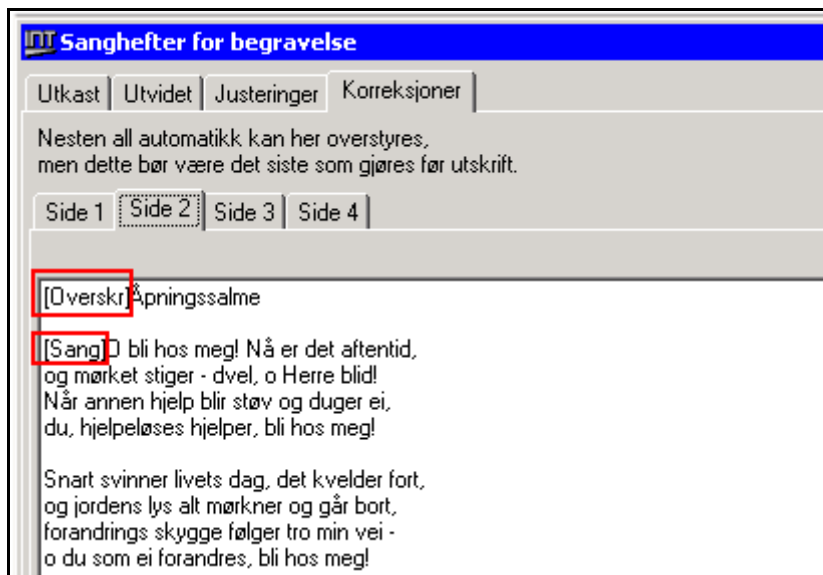 Sanghefter for begravelse
Utkast Utvidet Justeringer Korreksjoner
Nesten all automatikk kan her overstyres,
men dette bør være det siste som gjøres før utskrift.
Side 1 Side 2 Side 3 Side 4
[Overskr]Åpningssalme
[Sang]O bli hos meg! Nå er det aftentid,
og mørket stiger - dvel, o Herre blid!
Når annen hjelp blir støv og duger ei,
du, hjelpeløses hjelper, bli hos meg!
Snart svinner livets dag, det kvelder fort,
og jordens lys alt mørkner og går bort,
forandrings skygge følger tro min vei -
o du som ei forandres, bli hos meg!